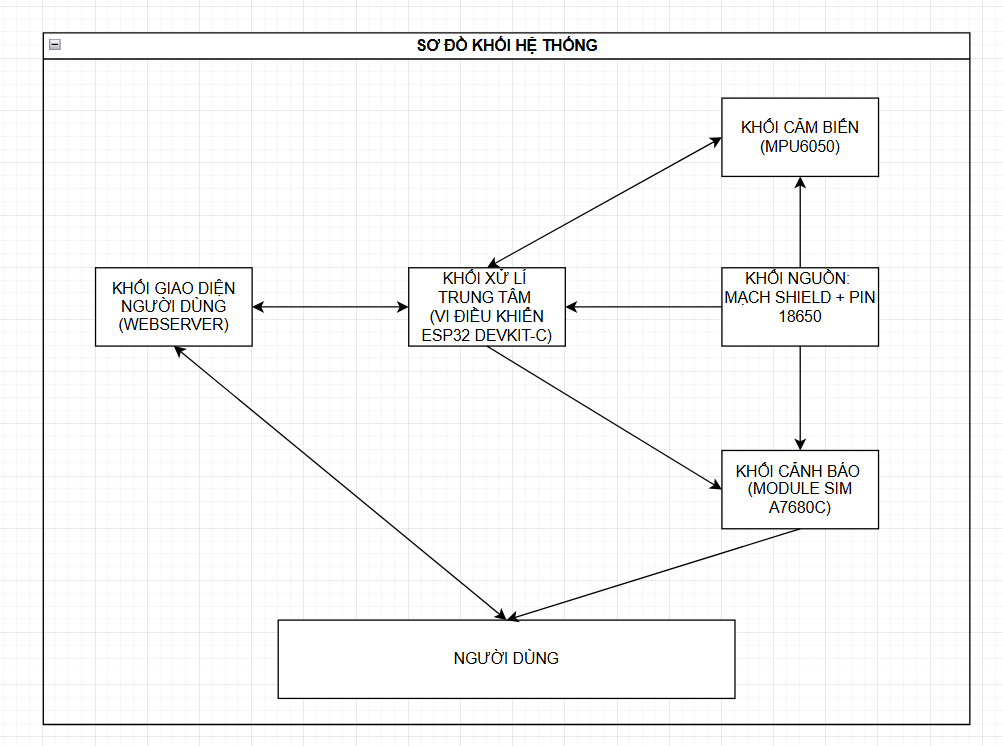 SƠ ĐỒ KHỐI HỆ THỐNG
KHỐI CẢM BIẾN
(MPU6050)
KHỐI GIAO DIỆN
NGƯỜI DÙNG
(WEBSERVER)
KHỐI XỬ LÍ
TRUNG TÂM
(VI ĐIỀU KHIỂN
ESP32 DEVKIT-C)
KHỐI NGUỒN:
MẠCH SHIELD + PIN
18650
KHỐI CẢNH BÁO
(MODULE SIM
A7680C)
NGƯỜI DÙNG